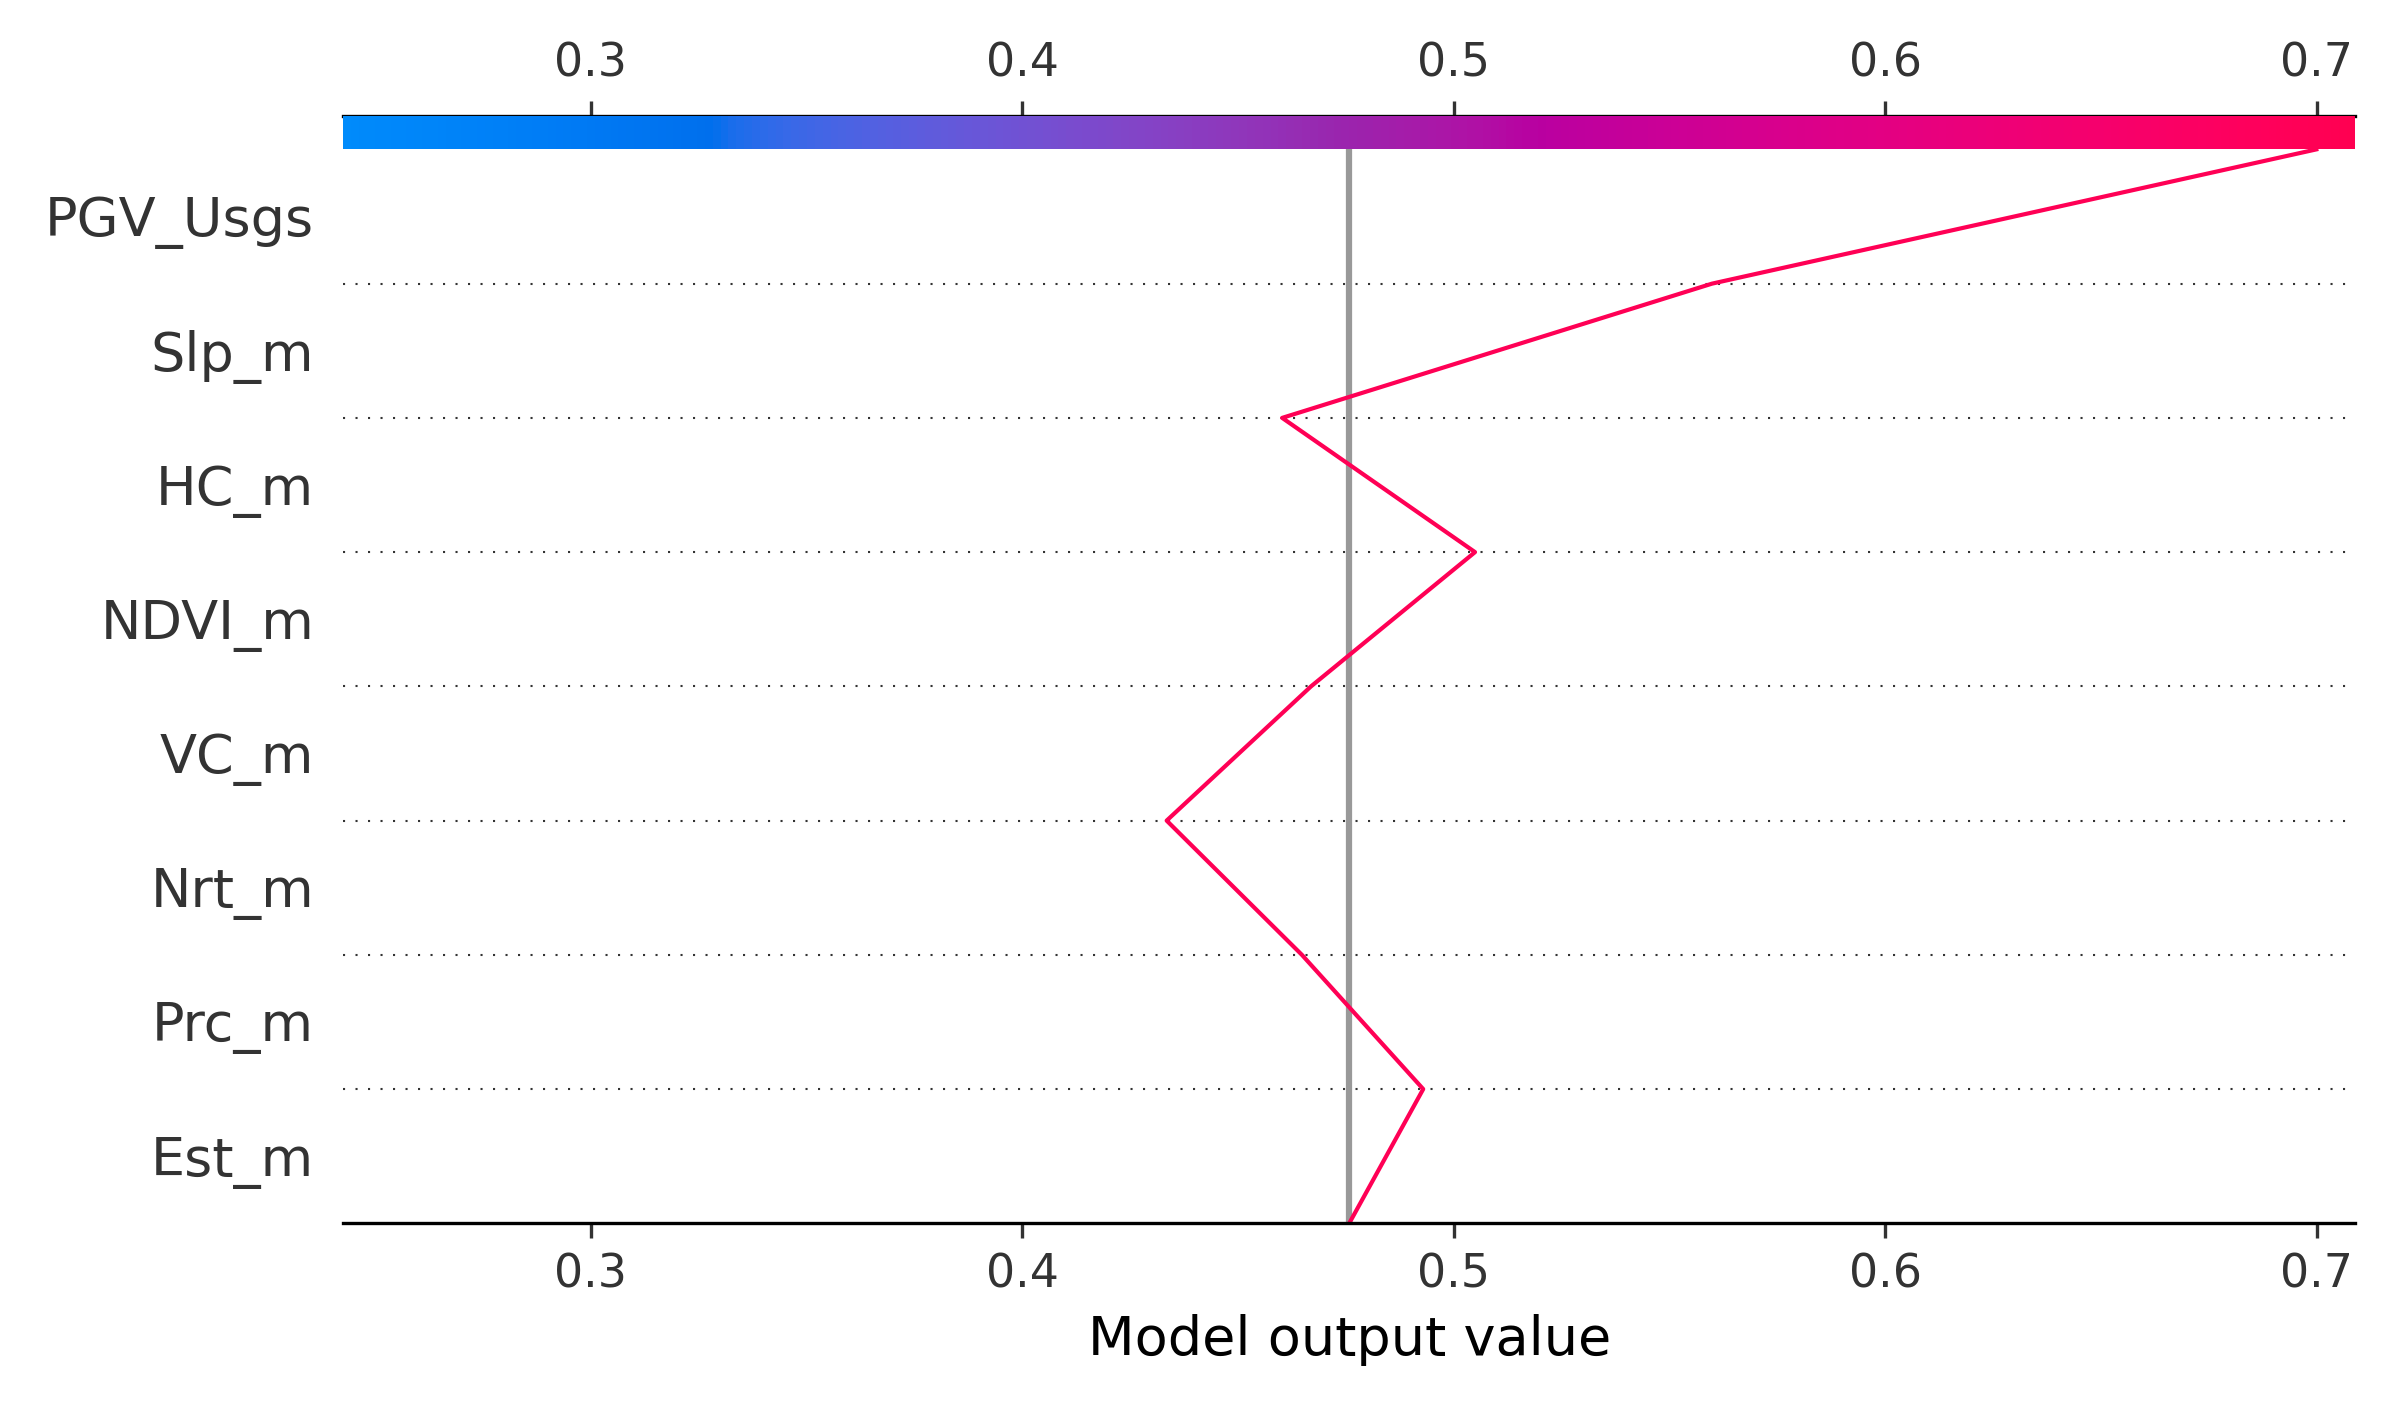 0.3 0.4 0.5 0.6 0.7
PGV_Usgs
Slp_m
HC_m
NDVI_m
VC_m
Nrt_m
Prc_m
Est_m
0.3 0.4 0.5 0.6 0.7
Model output value